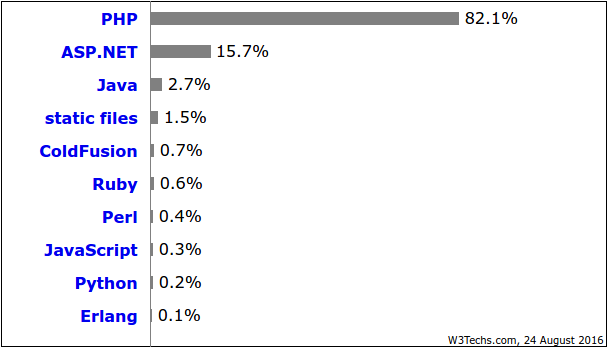 PHP 82.1%
ASP.NET 15.7%
Java 2.7%
static files 1.5%
ColdFusion 0.7%
Ruby 0.6%
Perl 0.4%
JavaScript 0.3%
Python 0.2%
Erlang 0.1%
W3Techs.com, 24 August 2016